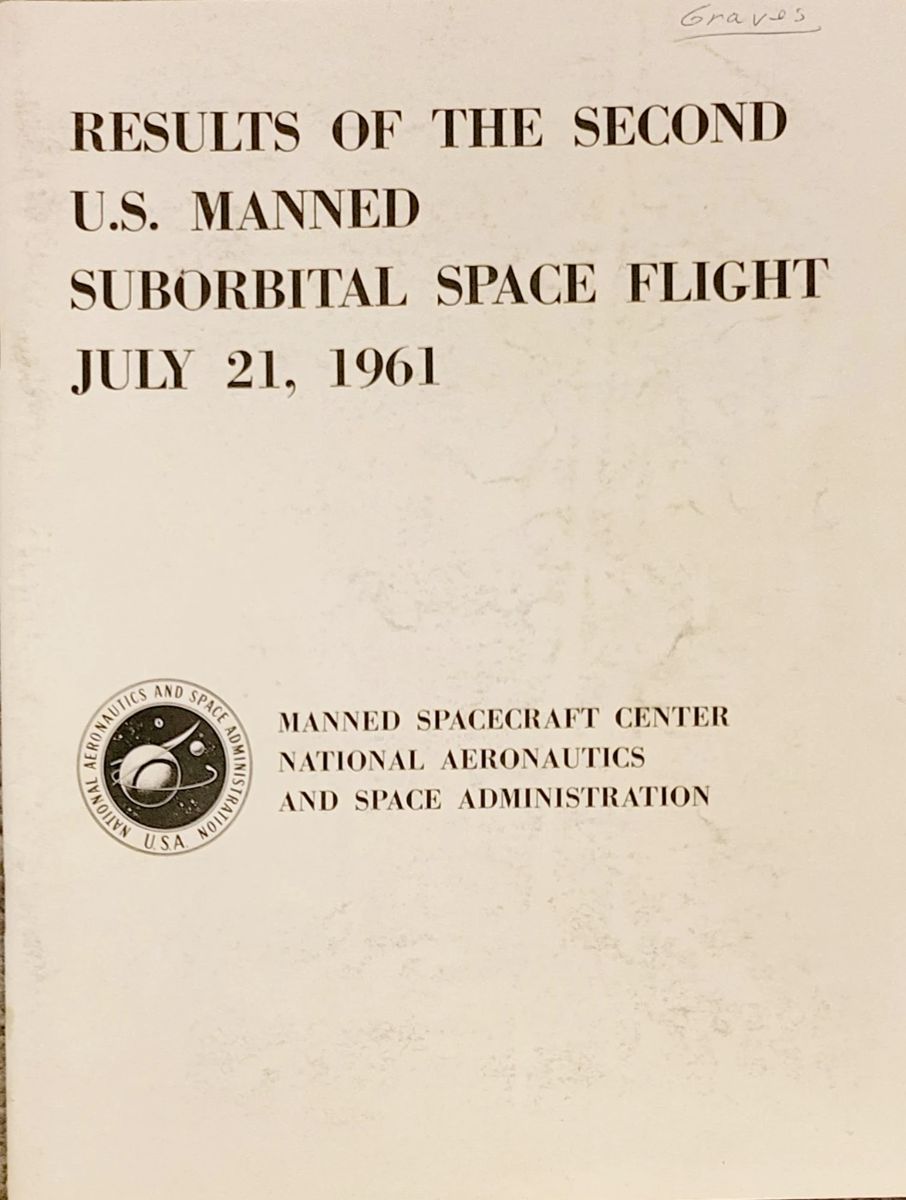 Graves
RESULTS OF THE SECOND
U.S. MANNED
SUBORBITAL SPACE FLIGHT
JULY 21, 1961
NATIONAL AERONAUTICS AND SPACE ADMINISTRATION
U.S.A.
MANNED SPACECRAFT CENTER
NATIONAL AERONAUTICS
AND SPACE ADMINISTRATION